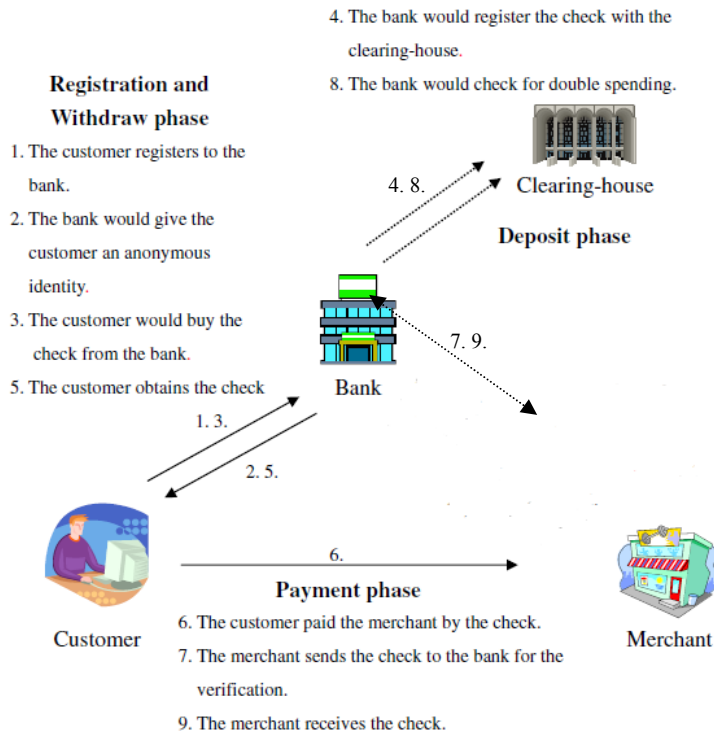 4. The bank would register the check with the
clearing-house.
8. The bank would check for double spending.
Registration and
Withdraw phase
1. The customer registers to the
bank.
2. The bank would give the
customer an anonymous
identity.
3. The customer would buy the
check from the bank.
5. The customer obtains the check
4. 8.
Clearing-house
Deposit phase
7. 9.
Bank
1. 3.
2. 5.
6.
Payment phase
Customer
6. The customer paid the merchant by the check.
7. The merchant sends the check to the bank for the
verification.
9. The merchant receives the check.
Merchant